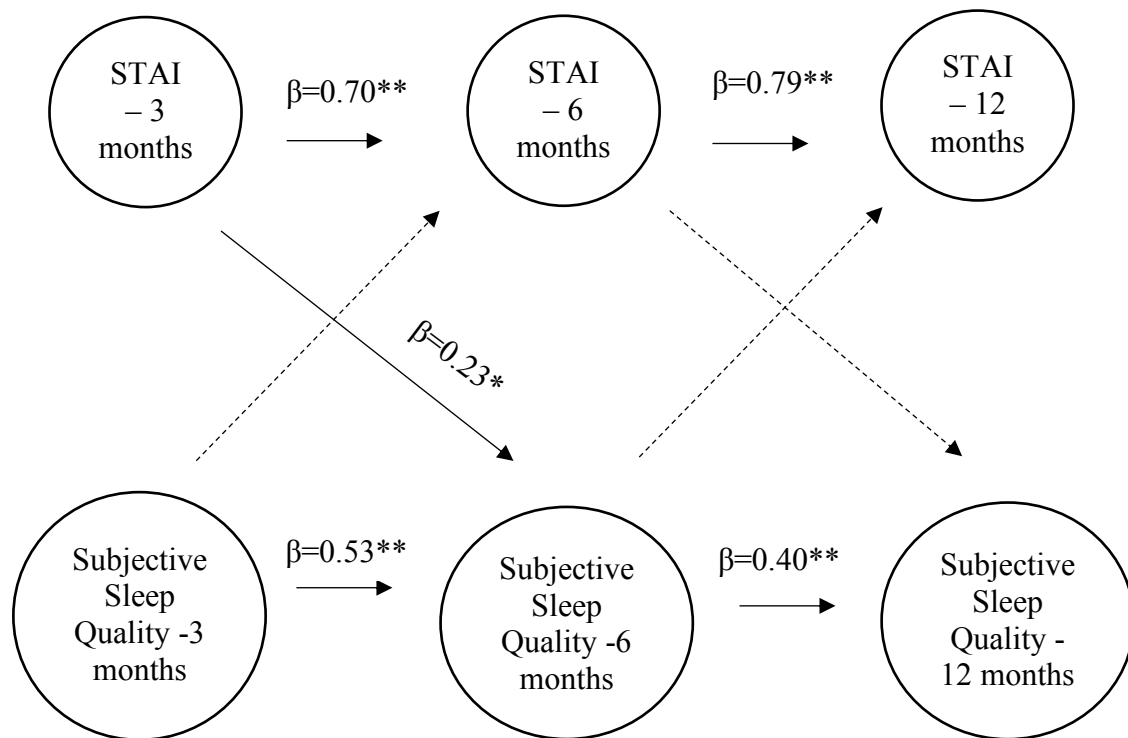 STAI
– 3
months
β=0.70**
STAI
– 6
months
β=0.79**
STAI
– 12
months
β=0.23*
Subjective
Sleep
Quality -3
months
β=0.53**
Subjective
Sleep
Quality -6
months
β=0.40**
Subjective
Sleep
Quality -
12 months